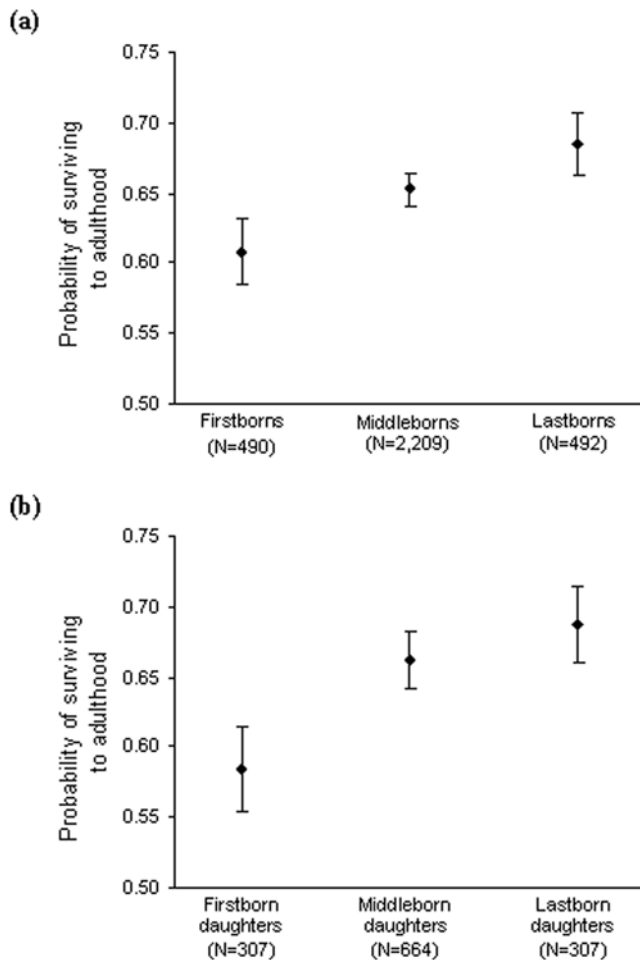 (a)
Probability of surviving
to adulthood
0.75
0.70
0.65
0.60
0.55
0.50
Firstborns
(N=490)
Middleborns
(N=2,209)
Lastborns
(N=492)
(b)
Probability of surviving
to adulthood
0.75
0.70
0.65
0.60
0.55
0.50
Firstborn
daughters
(N=307)
Middleborn
daughters
(N=664)
Lastborn
daughters
(N=307)